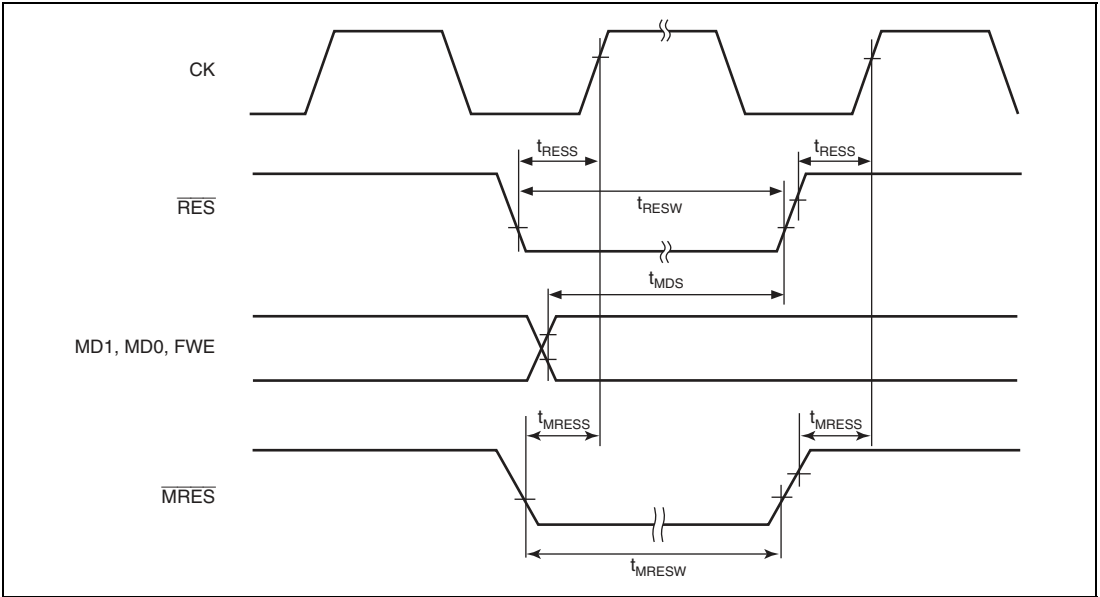 CK
tRESS tRESS
RES
tRESW
tMDS
MD1, MD0, FWE
tMRESS tMRESS
MRES
tMRESW